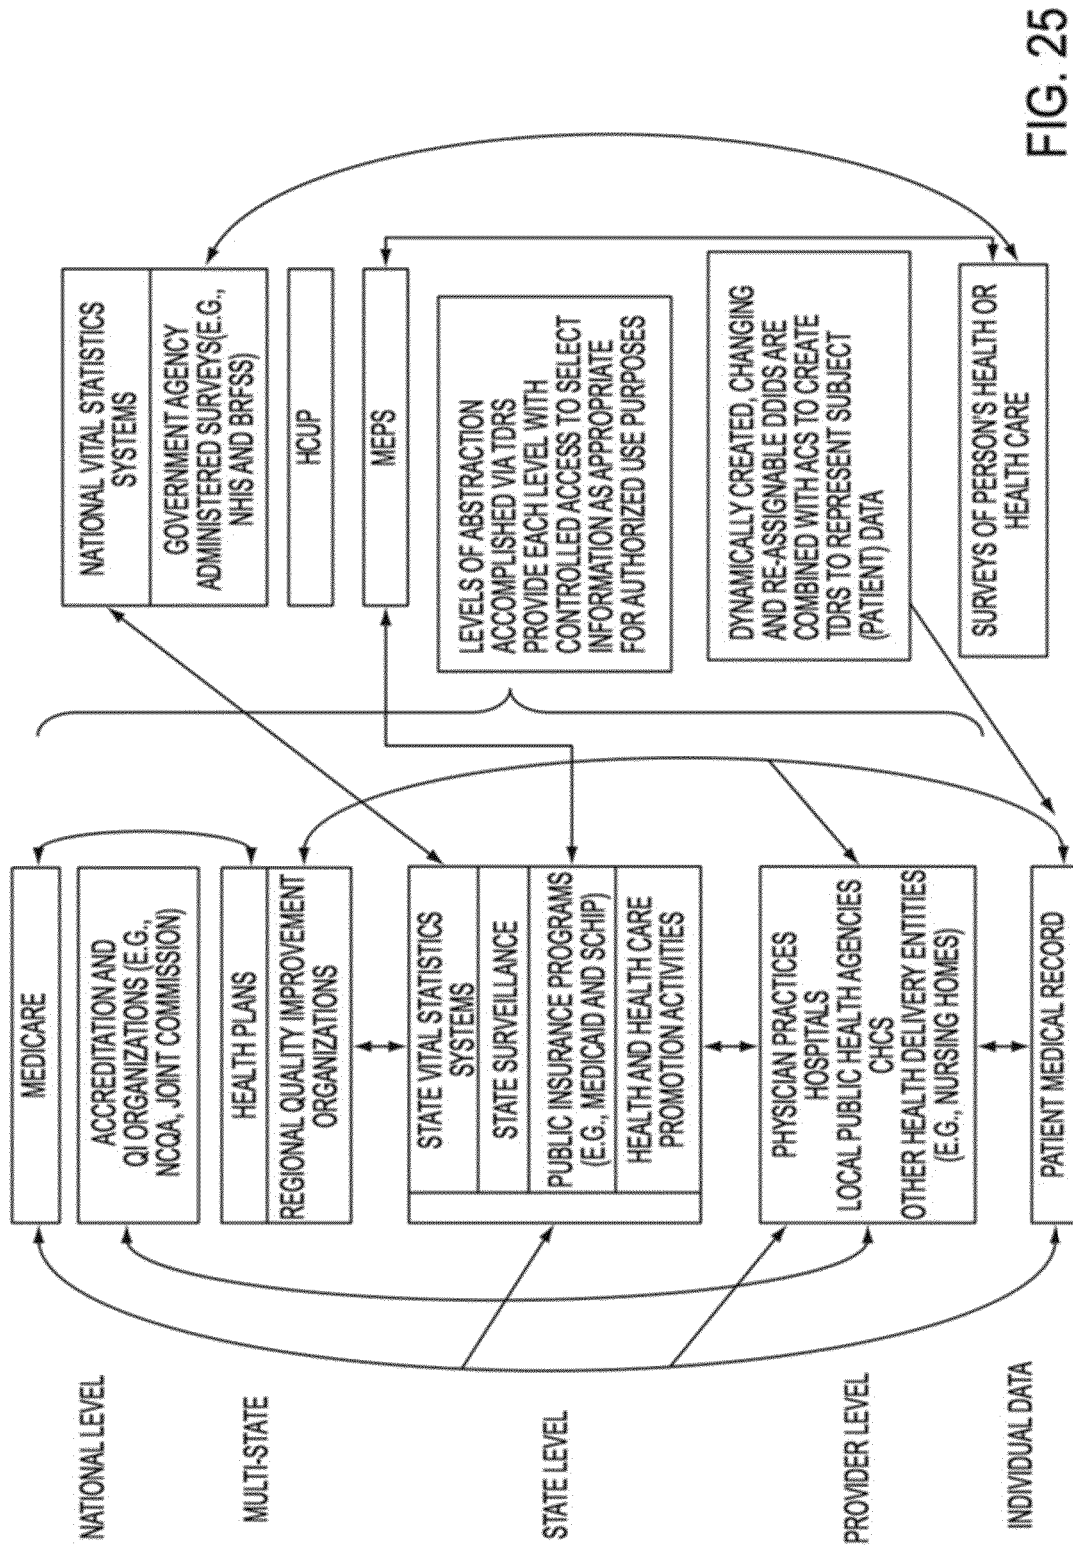 NATIONAL LEVEL
MULTI-STATE
STATE LEVEL
PROVIDER LEVEL
INDIVIDUAL DATA
MEDICARE
ACCREDITATION AND
QI ORGANIZATIONS (E.G.,
NCQA, JOINT COMMISSION)
HEALTH PLANS
REGIONAL QUALITY IMPROVEMENT
ORGANIZATIONS
STATE VITAL STATISTICS
SYSTEMS
STATE SURVEILLANCE
PUBLIC INSURANCE PROGRAMS
(E.G., MEDICAID AND SCHIP)
HEALTH AND HEALTH CARE
PROMOTION ACTIVITIES
PHYSICIAN PRACTICES
HOSPITALS
LOCAL PUBLIC HEALTH AGENCIES
CHCS
OTHER HEALTH DELIVERY ENTITIES
(E.G., NURSING HOMES)
PATIENT MEDICAL RECORD
NATIONAL VITAL STATISTICS
SYSTEMS
GOVERNMENT AGENCY
ADMINISTERED SURVEYS(E.G.,
NHIS AND BRFSS)
HCUP
MEPS
LEVELS OF ABSTRACTION
ACCOMPLISHED VIA TDRS
PROVIDE EACH LEVEL WITH
CONTROLLED ACCESS TO SELECT
INFORMATION AS APPROPRIATE
FOR AUTHORIZED USE PURPOSES
DYNAMICALLY CREATED, CHANGING
AND RE-ASSIGNABLE DDIDS ARE
COMBINED WITH ACS TO CREATE
TDRS TO REPRESENT SUBJECT
(PATIENT) DATA
SURVEYS OF PERSON'S HEALTH OR
HEALTH CARE
FIG. 25